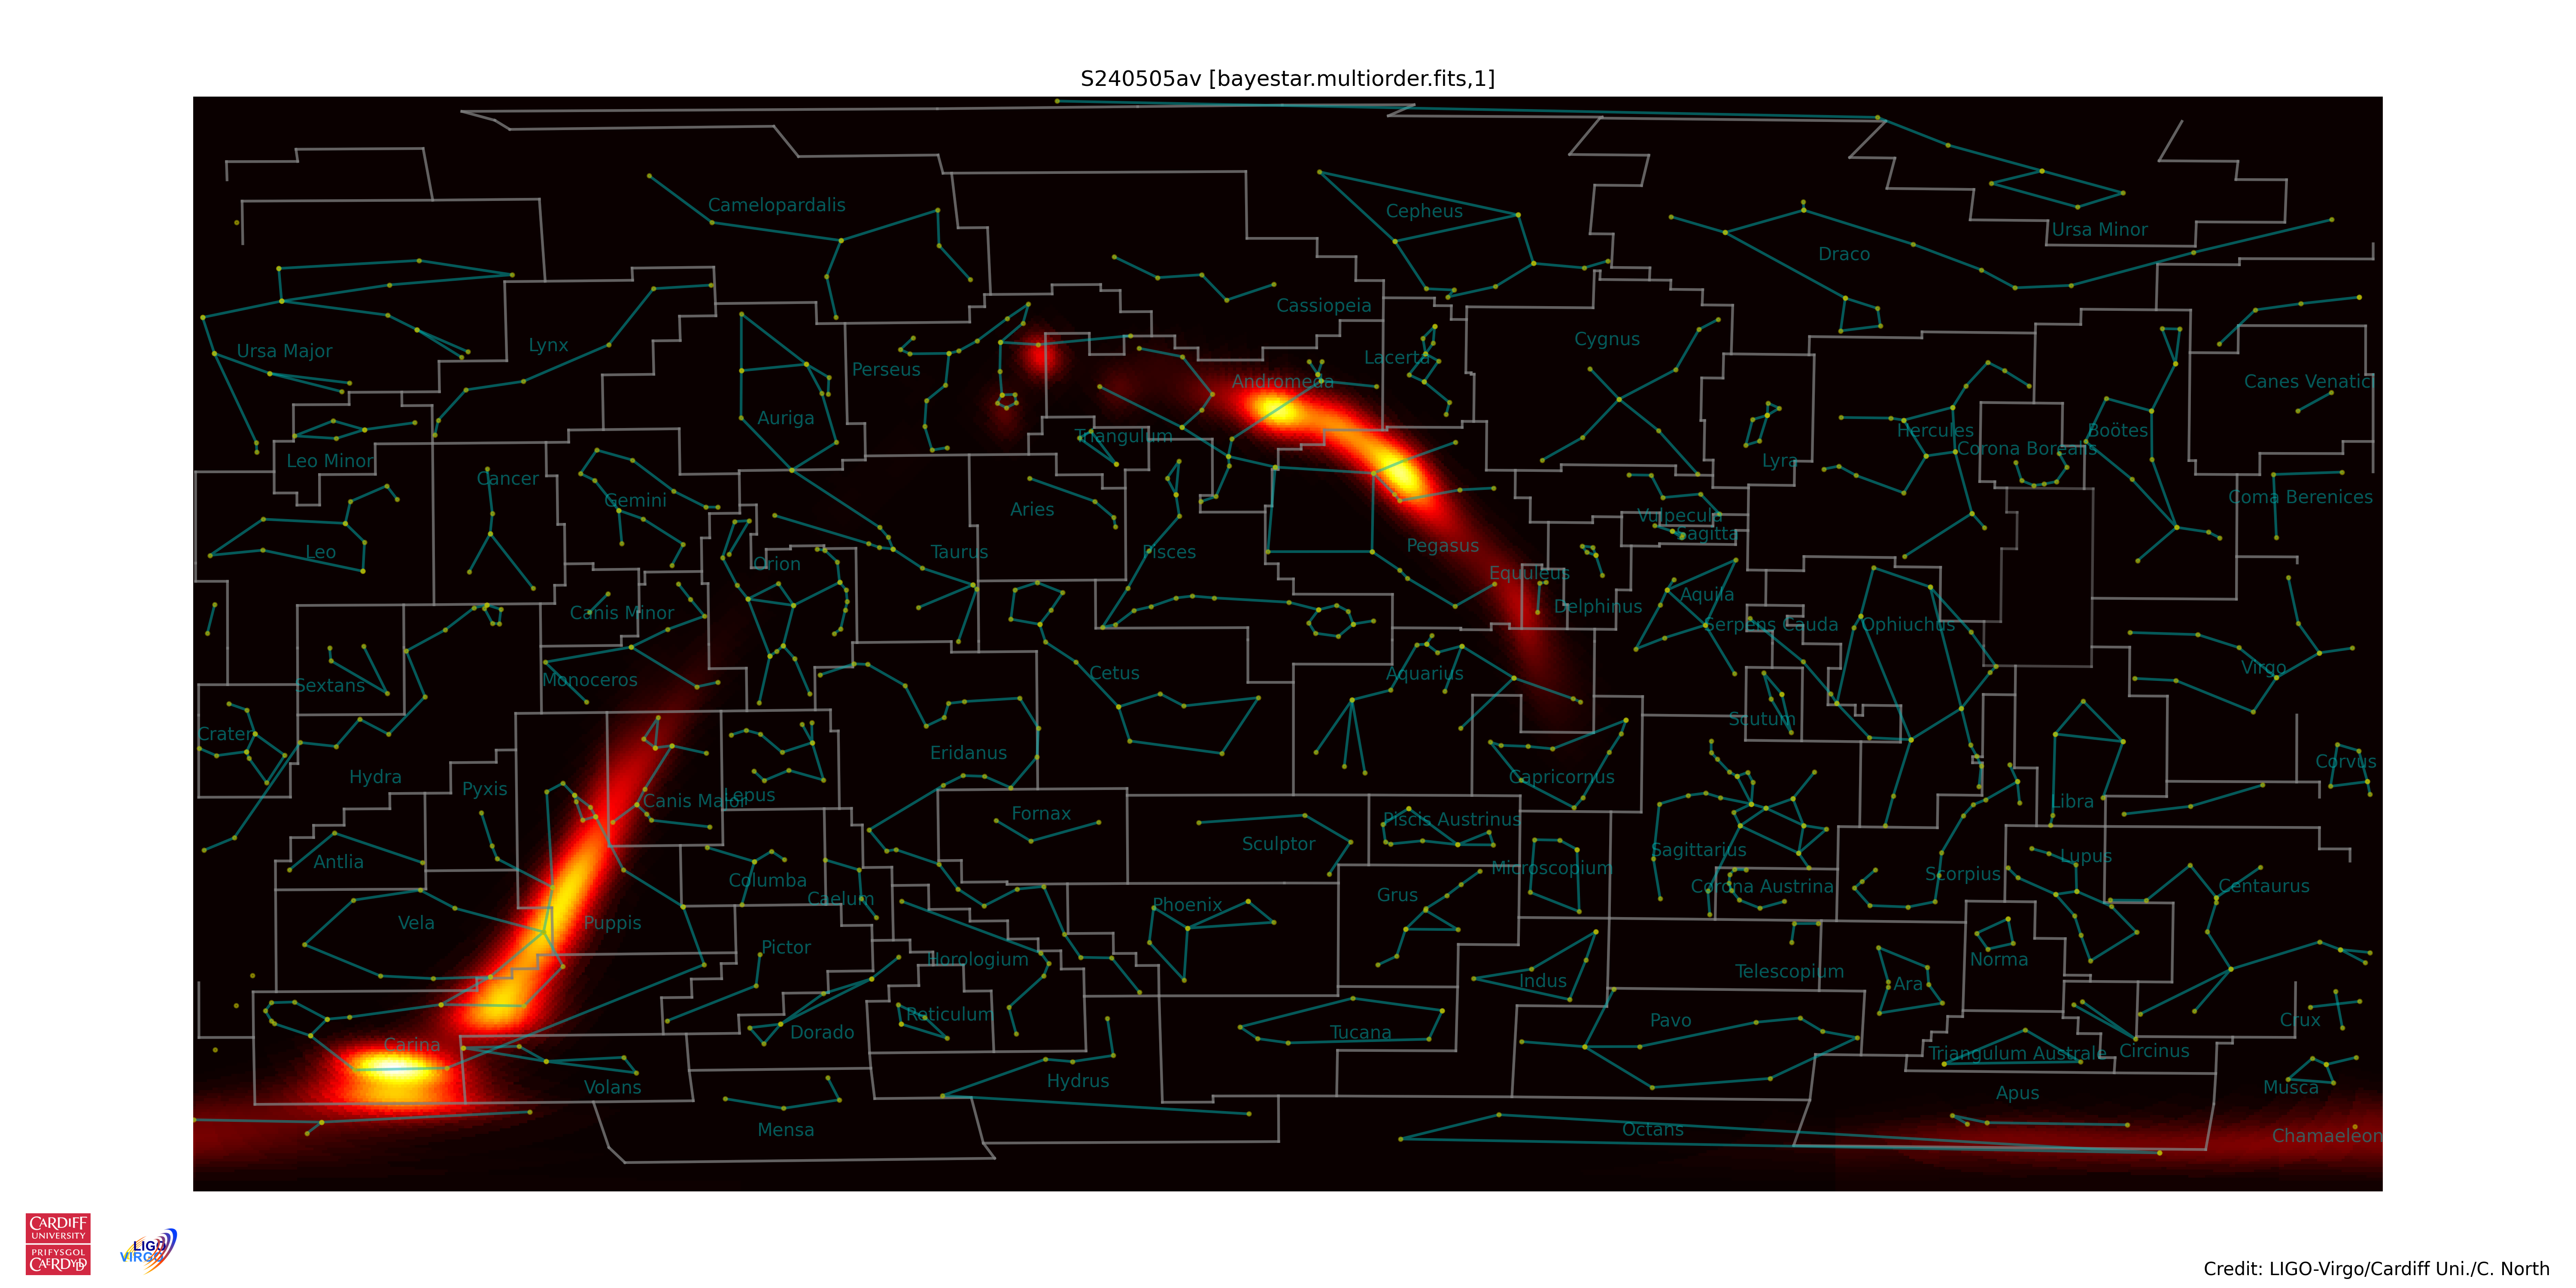 S240505av [bayestar.multiorder.fits,1]
Camelopardalis
Cepheus
Ursa Minor
Draco
Cassiopeia
Ursa Major
Lynx
Perseus
Lacerta
Cygnus
Andromeda
Canes Venatici
Auriga
Triangulum
Hercules
Boötes
Corona Borealis
Leo Minor
Lyra
Cancer
Gemini
Aries
Coma Berenices
Vulpecula
Sagitta
Leo
Orion
Taurus
Pisces
Pegasus
Equuleus
Canis Minor
Delphinus
Aquila
Serpens Cauda
Ophiuchus
Sextans
Monoceros
Cetus
Aquarius
Virgo
Crater
Scutum
Eridanus
Hydra
Pyxis
Canis Major
Lepus
Capricornus
Libra
Corvus
Fornax
Piscis Austrinus
Antlia
Sculptor
Sagittarius
Lupus
Columba
Caelum
Microscopium
Corona Austrina
Scorpius
Centaurus
Vela
Puppis
Phoenix
Grus
Pictor
Horologium
Indus
Telescopium
Norma
Ara
Reticulum
Dorado
Tucana
Pavo
Crux
Carina
Triangulum Australe
Circinus
Volans
Hydrus
Apus
Musca
Mensa
Octans
Chamaeleon
CARDIFF
UNIVERSITY
PRIFYSGOL
CAERDYDD
LIGO
VIRGO
Credit: LIGO-Virgo/Cardiff Uni./C. North